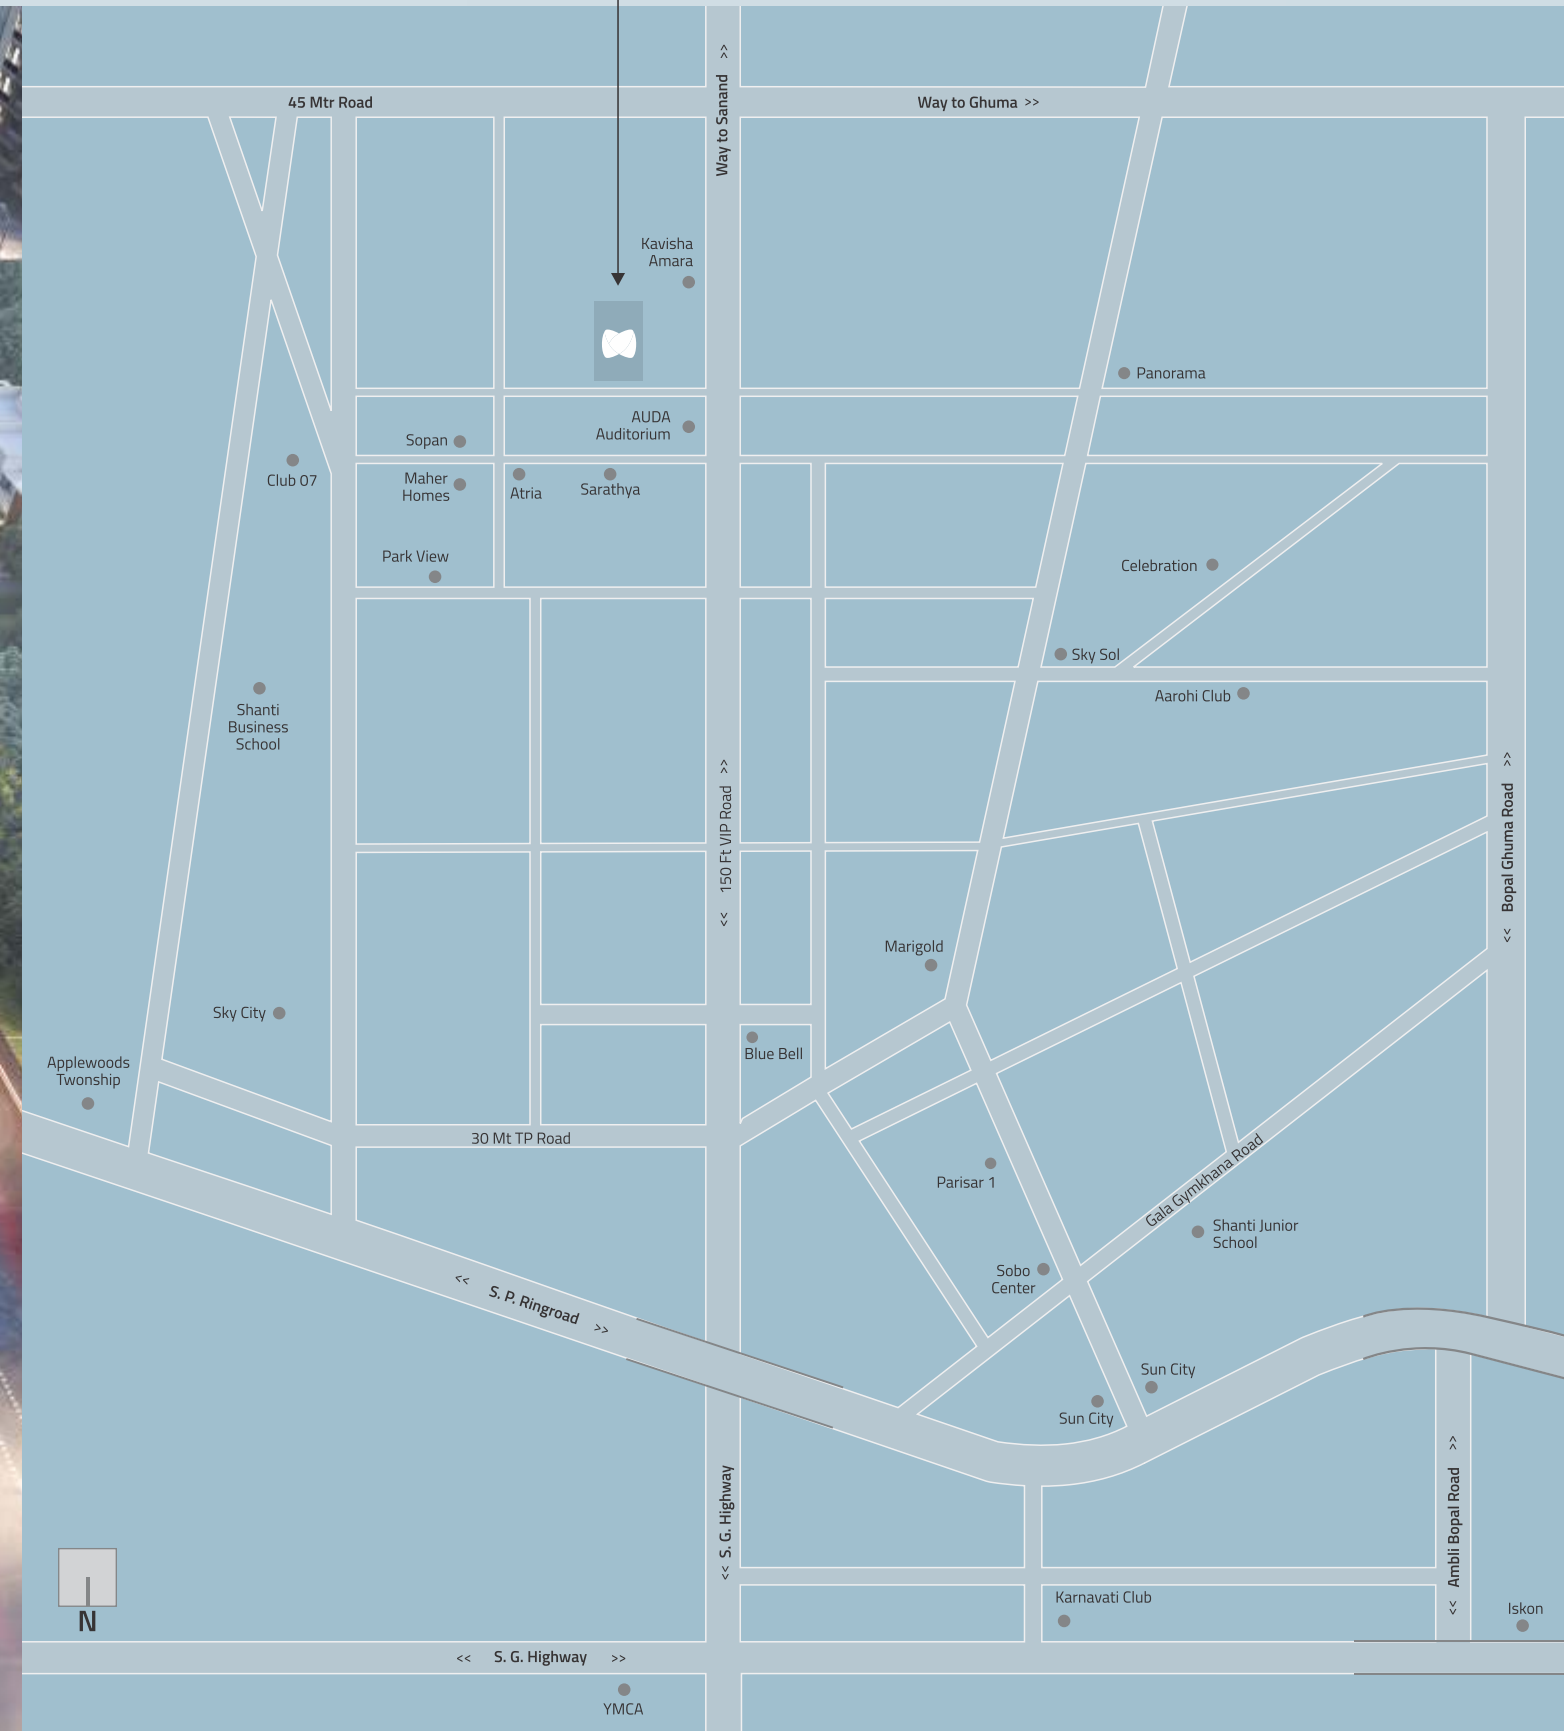 45 Mtr Road
Way to Sanand >>
Way to Ghuma >>
Kavisha
Amara
Panorama
AUDA
Auditorium
Sopan
Club 07
Maher
Homes
Atria
Sarathya
Park View
Celebration
Sky Sol
Aarohi Club
Shanti
Business
School
<< 150 Ft VIP Road >>
<< Bopal Ghuma Road >>
Marigold
Sky City
Blue Bell
Applewoods
Twonship
30 Mt TP Road
Parisar 1
Gala Gymkhana Road
Shanti Junior
School
Sobo
Center
<< S. P. Ringroad >>
Sun City
Sun City
<< S. G. Highway
<< Ambli Bopal Road >>
N
Karnavati Club
Iskon
<< S. G. Highway >>
YMCA